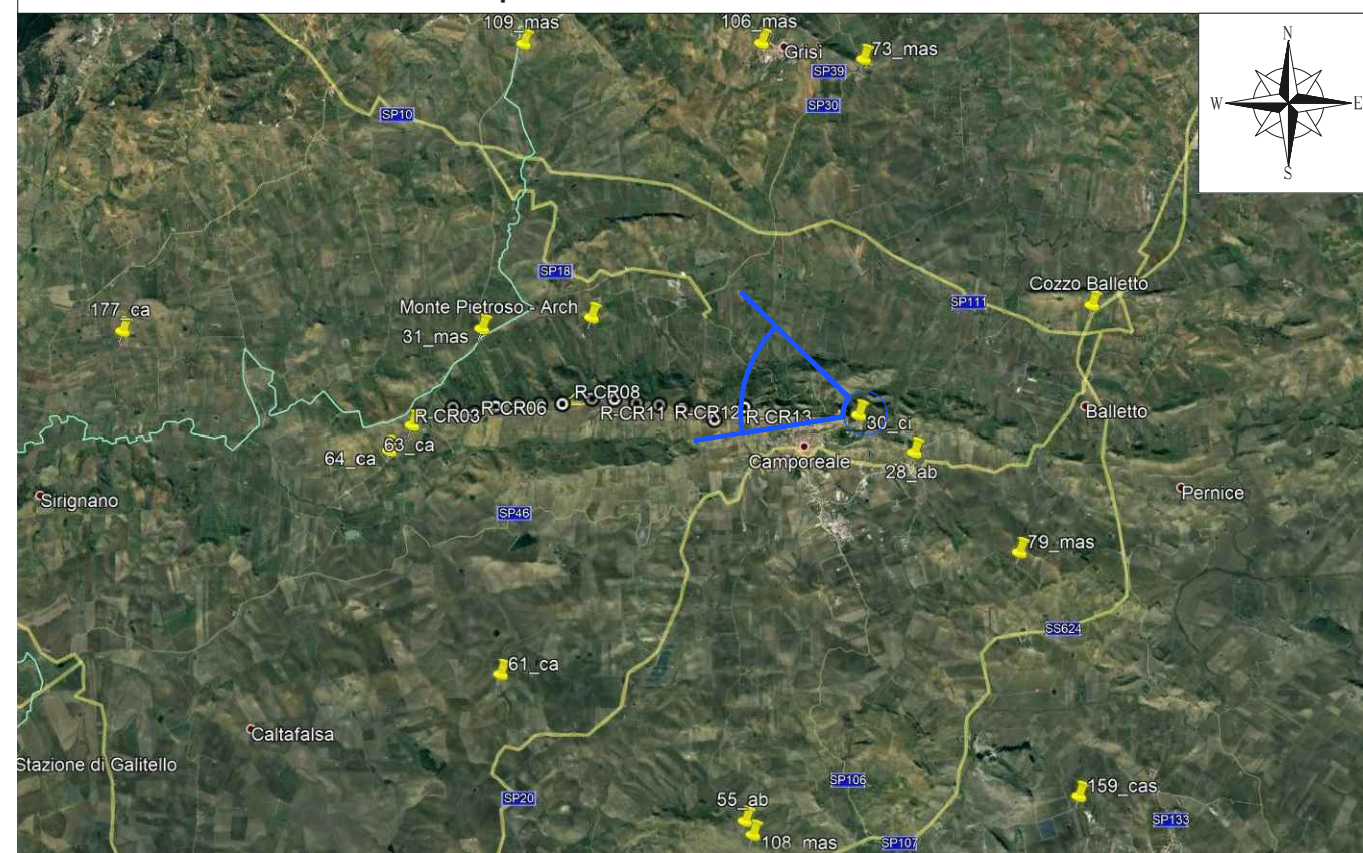 109_mas
106_mas
Grisì
73_mas
SP39
SP30
SP10
N
W
E
S
SP18
Cozzo Balletto
SP111
177_ca
Monte Pietroso - Arch
31_mas
R-CR08
R-CR03
R-CR06
R-CR11
R-CR12
R-CR13
30_ci
Balletto
63_ca
64_ca
Camporeale
28_ab
Sirignano
Pernice
SP46
79_mas
SS624
61_ca
Caltafalsa
Stazione di Galitello
SP106
159_cas
SP20
55_ab
SP133
108_mas
SP107